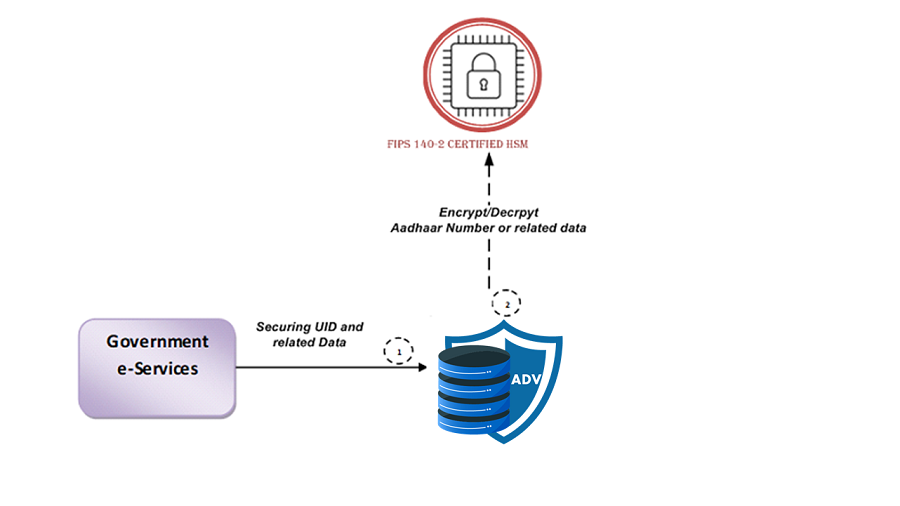 FIPS 140-2 CERTIFIED HSM
Encrypt/Decrpyt
Aadhaar Number or related data
2
Government
e-Services
Securing UID and
related Data
1
ADV